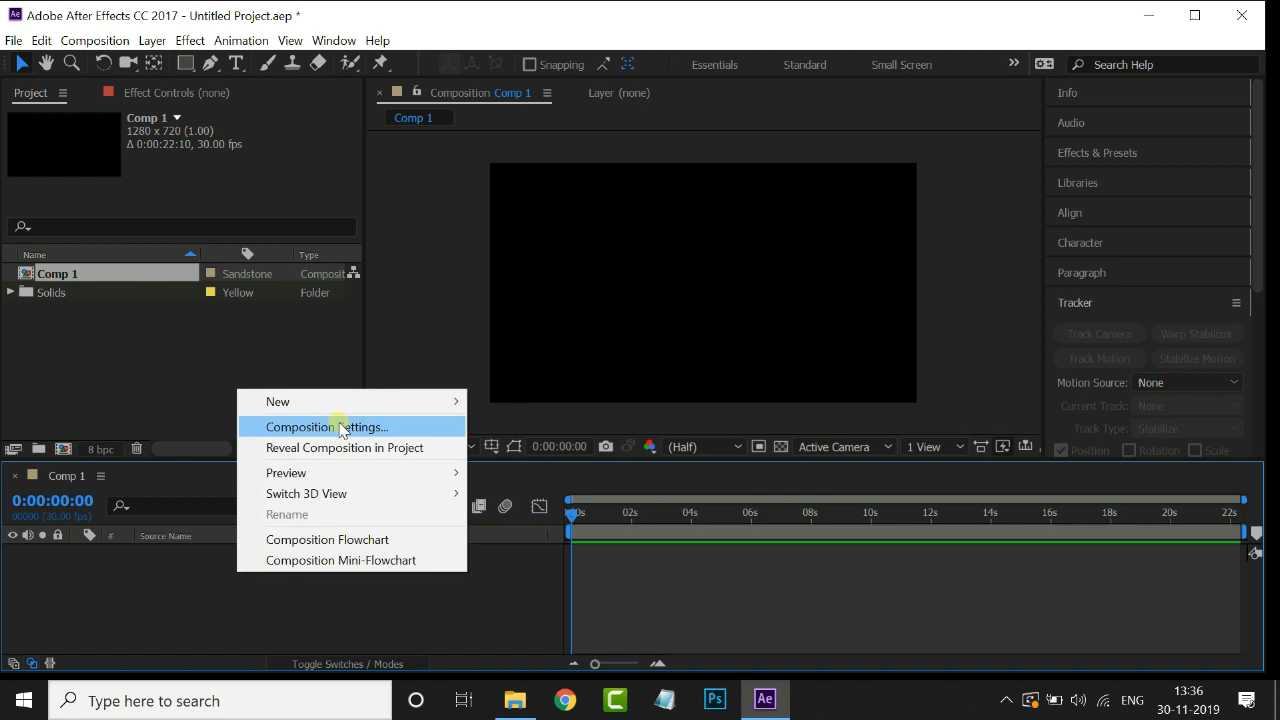 Adobe After Effects CC 2017 - Untitled Project.aep *
File Edit Composition Layer Effect Animation View Window Help
Snapping Essentials Standard Small Screen Search Help
Project Effect Controls (none) Composition Comp 1 Layer (none) Info
Comp 1
1280 x 720 (1.00)
Δ 0:00:22:10, 30.00 fps
Comp 1
Audio
Effects & Presets
Libraries
Align
Character
Paragraph
Tracker
Name Type
Comp 1 Sandstone Composit
Solids Yellow Folder
Track Camera Warp Stabilizer
Track Motion Stabilize Motion
Motion Source: None
Current Track: None
Track Type: Stabilize
Position Rotation Scale
New
Composition Settings...
Reveal Composition in Project
Preview
Switch 3D View
Rename
Composition Flowchart
Composition Mini-Flowchart
8 bpc 0:00:00:00 (Half) Active Camera 1 View
Comp 1
0:00:00:00
00000 (30.00 fps)
# Source Name
02s 04s 06s 08s 10s 12s 14s 16s 18s 20s 22s
Toggle Switches / Modes
Type here to search
Ps Ae
ENG 13:36
30-11-2019